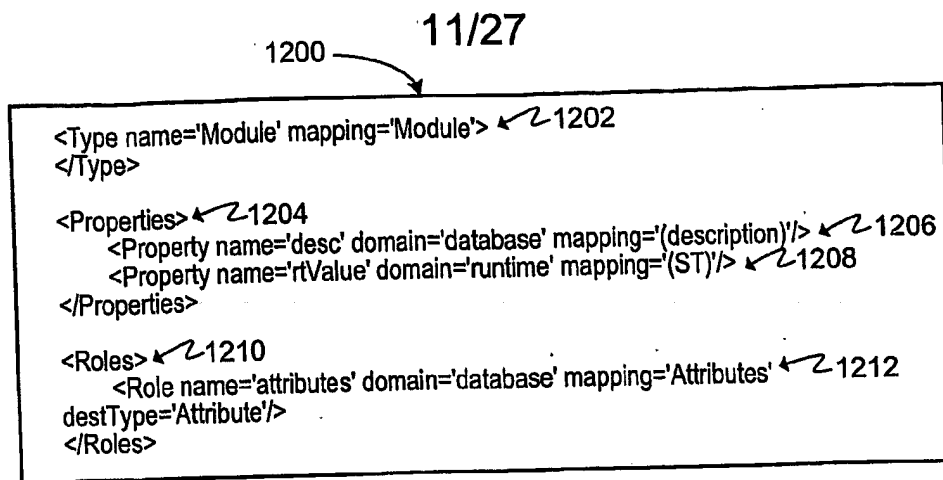 11/27
1200
<Type name='Module' mapping='Module'> 1202
</Type>
<Properties> 1204
<Property name='desc' domain='database' mapping='(description)'/> 1206
<Property name='rtValue' domain='runtime' mapping='(ST)'/> 1208
</Properties>
<Roles> 1210
<Role name='attributes' domain='database' mapping='Attributes' 1212
destType='Attribute'/>
</Roles>